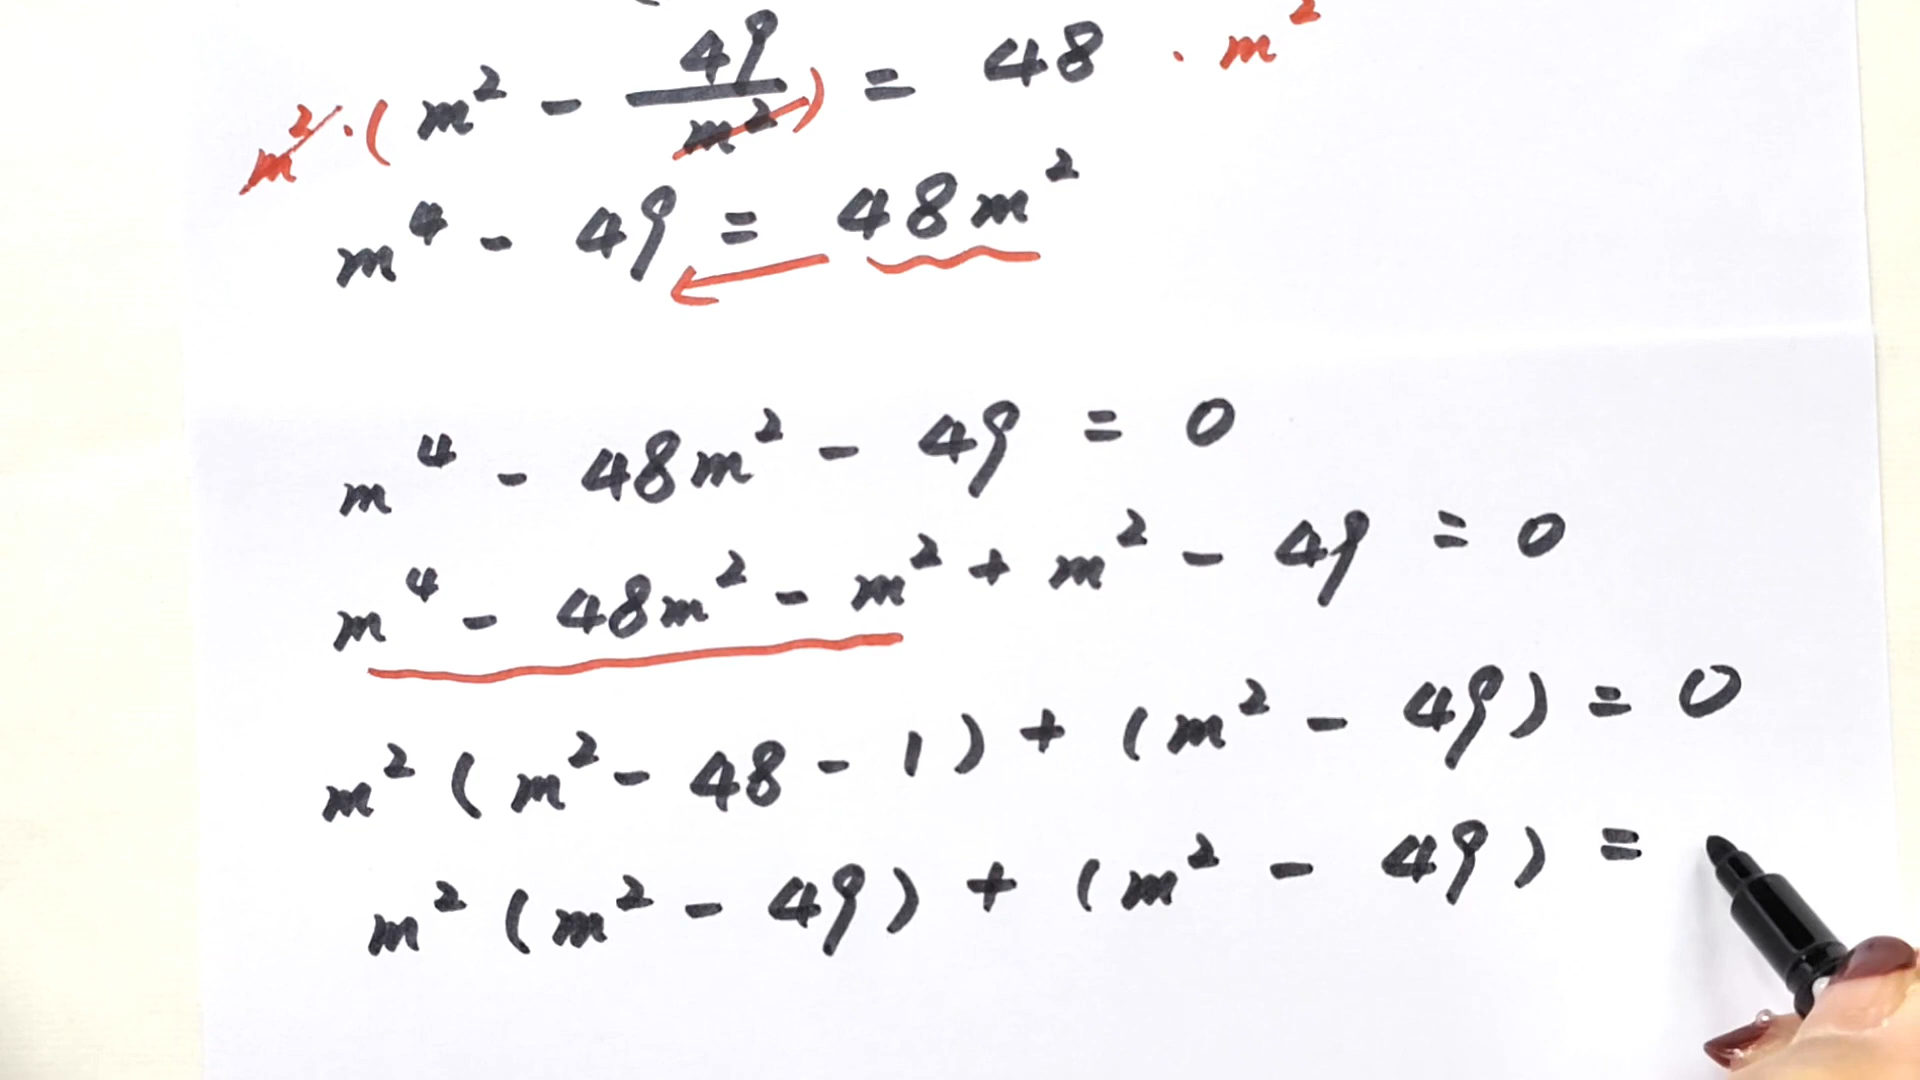 m² · ( m² - 49/m² ) = 48 · m²
m⁴ - 49 = 48m²
m⁴ - 48m² - 49 = 0
m⁴ - 48m² - m² + m² - 49 = 0
m² ( m² - 48 - 1 ) + ( m² - 49 ) = 0
m² ( m² - 49 ) + ( m² - 49 ) =